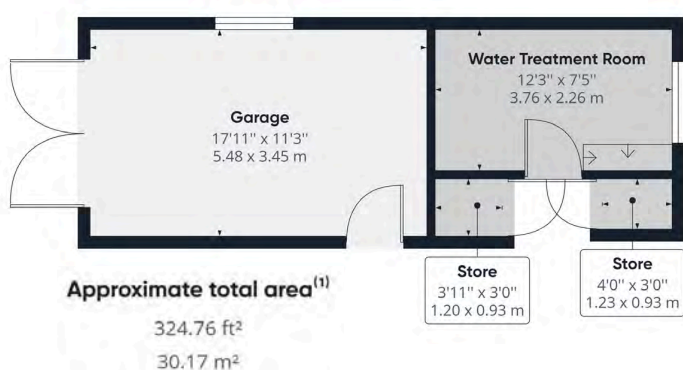 Garage
17'11" x 11'3"
5.48 x 3.45 m
Water Treatment Room
12'3" x 7'5"
3.76 x 2.26 m
Store
3'11" x 3'0"
1.20 x 0.93 m
Store
4'0" x 3'0"
1.23 x 0.93 m
Approximate total area(1)
324.76 ft²
30.17 m²